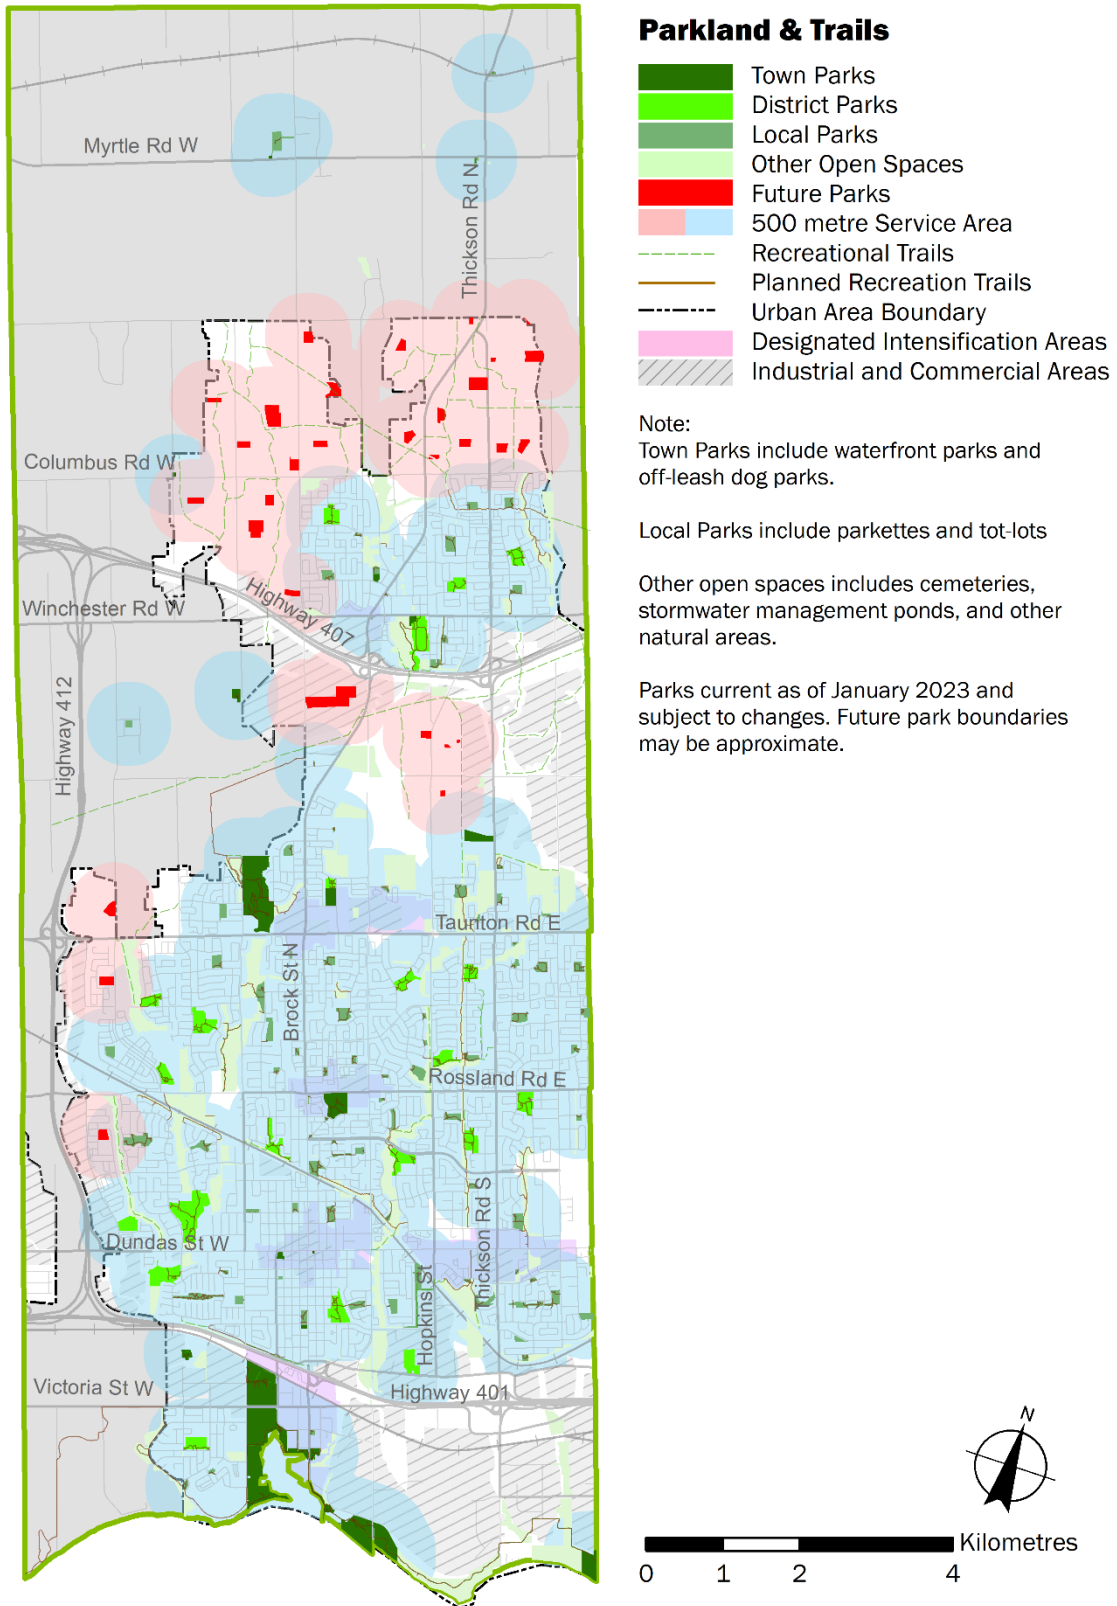 Parkland & Trails
Town Parks
District Parks
Local Parks
Other Open Spaces
Future Parks
500 metre Service Area
Recreational Trails
Planned Recreation Trails
Urban Area Boundary
Designated Intensification Areas
Industrial and Commercial Areas
Note:
Town Parks include waterfront parks and
off-leash dog parks.
Local Parks include parkettes and tot-lots
Other open spaces includes cemeteries,
stormwater management ponds, and other
natural areas.
Parks current as of January 2023 and
subject to changes. Future park boundaries
may be approximate.
Myrtle Rd W
Thickson Rd N
Columbus Rd W
Winchester Rd W
Highway 407
Highway 412
Taunton Rd E
Brock St N
Rossland Rd E
Dundas St W
Thickson Rd S
Hopkins St
Victoria St W
Highway 401
N
Kilometres
0 1 2 4